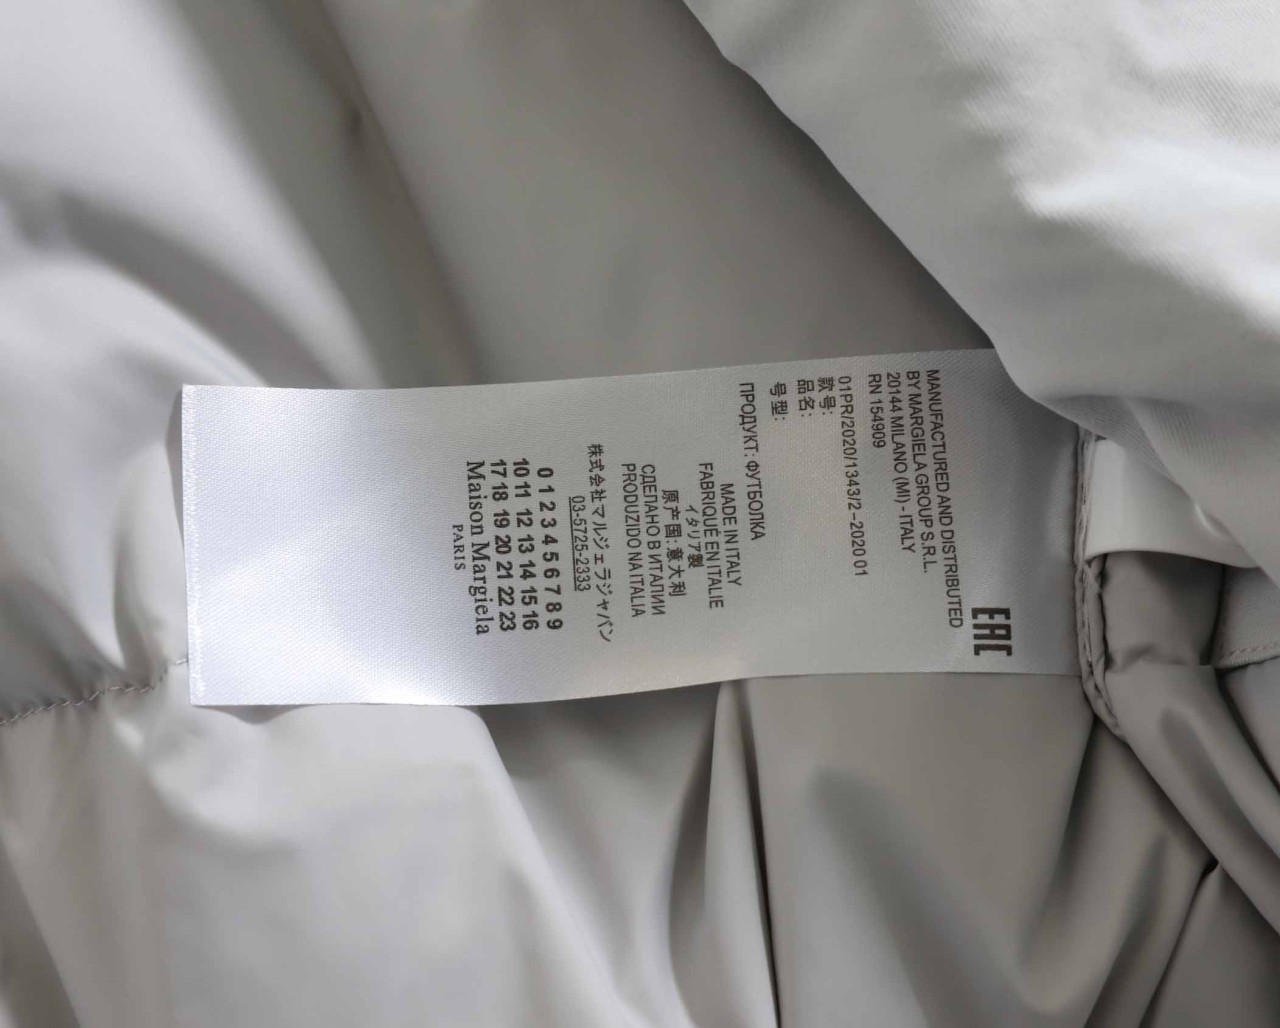 EAC
MANUFACTURED AND DISTRIBUTED
BY MARGIELA GROUP S.R.L.
20144 MILANO (MI) - ITALY
RN 154909
01PR/2020/1343/2-2020 01
款号:
品名:
号型:
ПРОДУКТ: ФУТБОЛКА
MADE IN ITALY
FABRIQUÉ EN ITALIE
イタリア製
原产国:意大利
СДЕЛАНО В ИТАЛИИ
PRODUZIDO NA ITALIA
株式会社マルジェラジャパン
03-5725-2333
0 1 2 3 4 5 6 7 8 9
10 11 12 13 14 15 16
17 18 19 20 21 22 23
Maison Margiela
PARIS